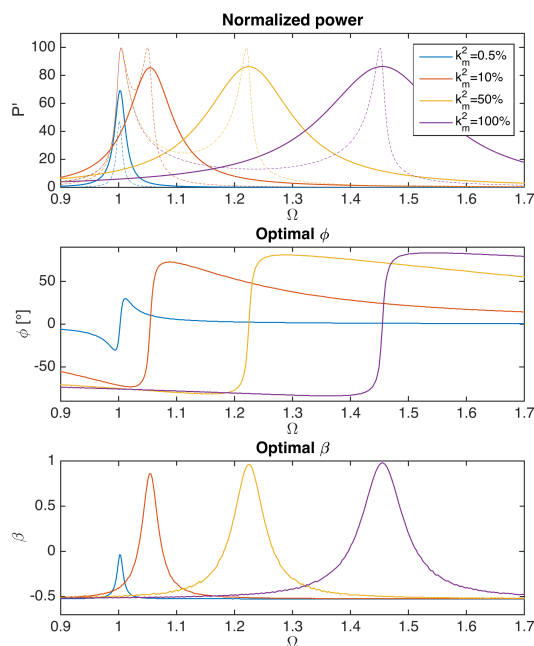 Normalized power
100
80
60
40
20
0
P'
k²ₘ=0.5%
k²ₘ=10%
k²ₘ=50%
k²ₘ=100%
0.9 1 1.1 1.2 1.3 1.4 1.5 1.6 1.7
Ω
Optimal ϕ
50
0
-50
ϕ [°]
0.9 1 1.1 1.2 1.3 1.4 1.5 1.6 1.7
Ω
Optimal β
1
0.5
0
-0.5
β
0.9 1 1.1 1.2 1.3 1.4 1.5 1.6 1.7
Ω